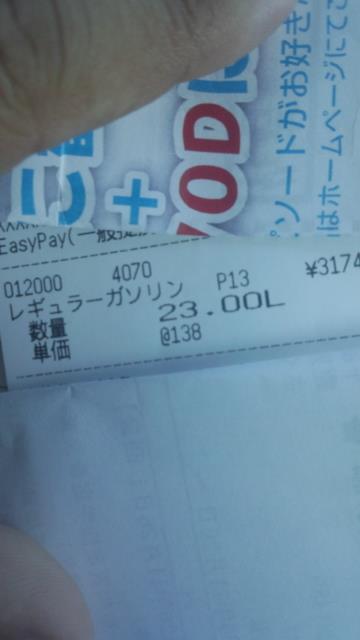 VOD
+
ソードがお好き
はホームページにて
EasyPay(一般
012000 4070 P13 ¥3174
レギュラーガソリン
数量 23.00L
単価 @138